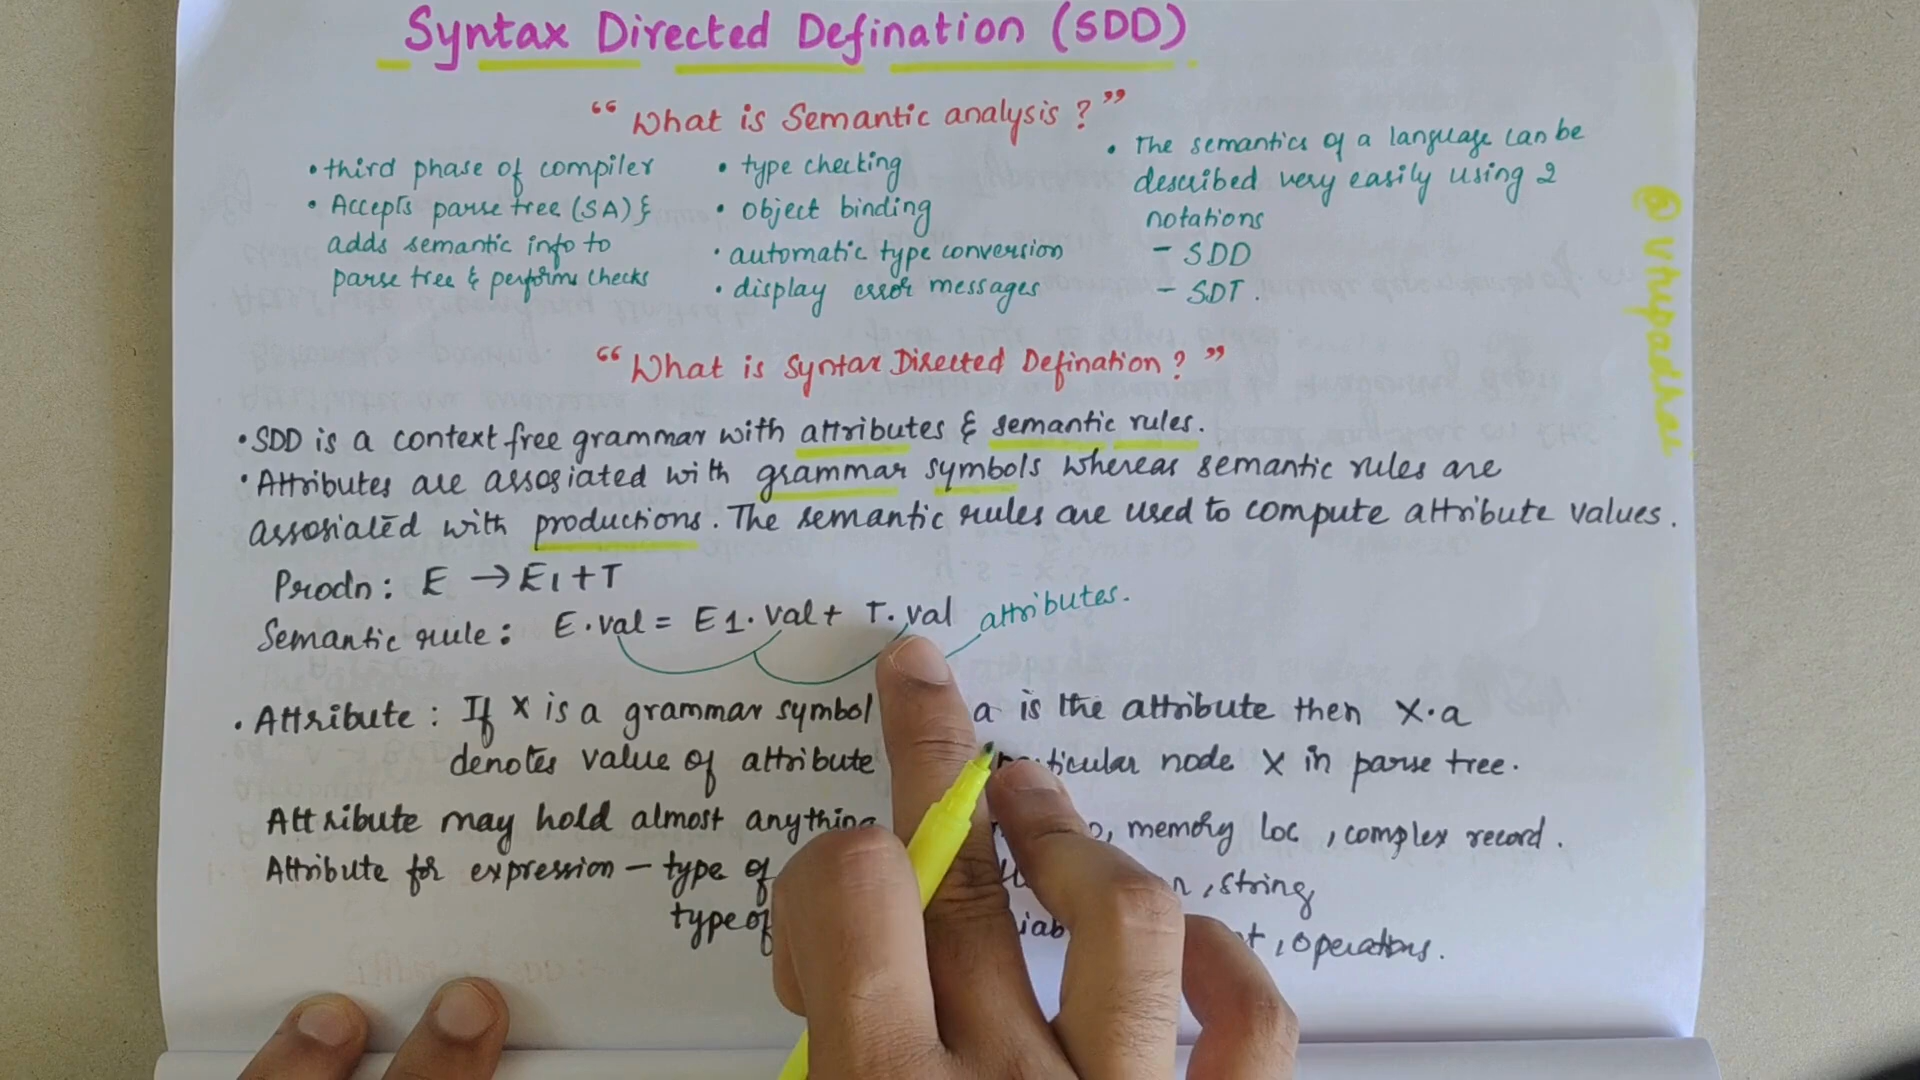 Syntax Directed Defination (SDD)
“ What is Semantic analysis ? ”
• third phase of compiler
• Accepts parse tree (SA) &
adds semantic info to
parse tree & performs checks
• type checking
• object binding
• automatic type conversion
• display error messages
• The semantics of a language can be
described very easily using 2
notations
– SDD
– SDT .
“ What is Syntax Directed Defination ? ”
• SDD is a context free grammar with attributes & semantic rules.
• Attributes are assosiated with grammar symbols whereas semantic rules are
assosiated with productions . The semantic rules are used to compute attribute values .
Prodn : E → E1 + T
Semantic rule : E . val = E1 . val + T . val
attributes .
• Attribute : If X is a grammar symbol a is the attribute then X . a
denotes value of attribute node X in parse tree .
Attribute may hold almost anything memory loc , complex record .
Attribute for expression – type of , string
type of , operations .